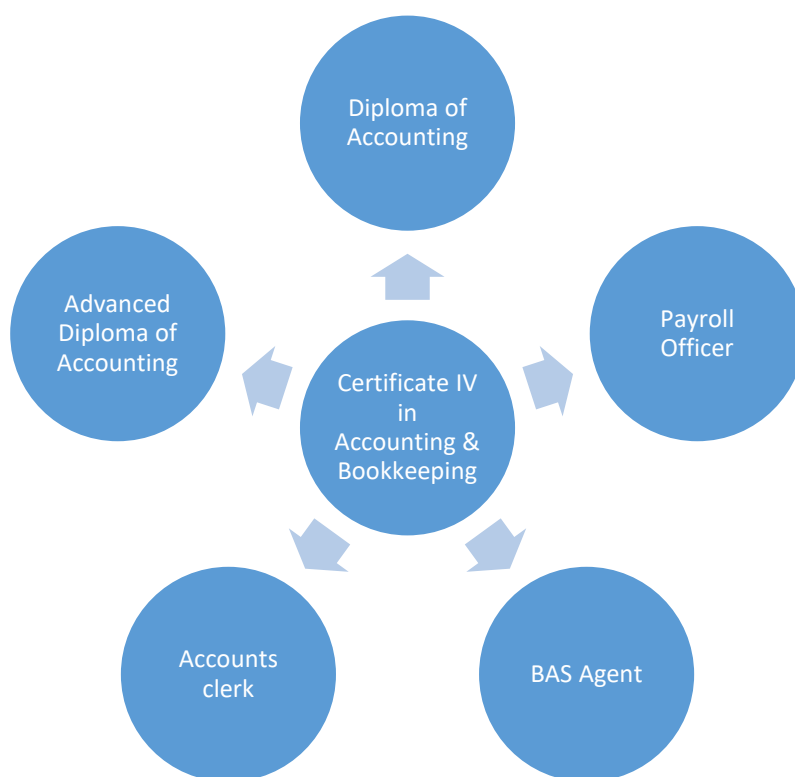 Diploma of
Accounting
Advanced
Diploma of
Accounting
Payroll
Officer
Certificate IV
in
Accounting &
Bookkeeping
Accounts
clerk
BAS Agent